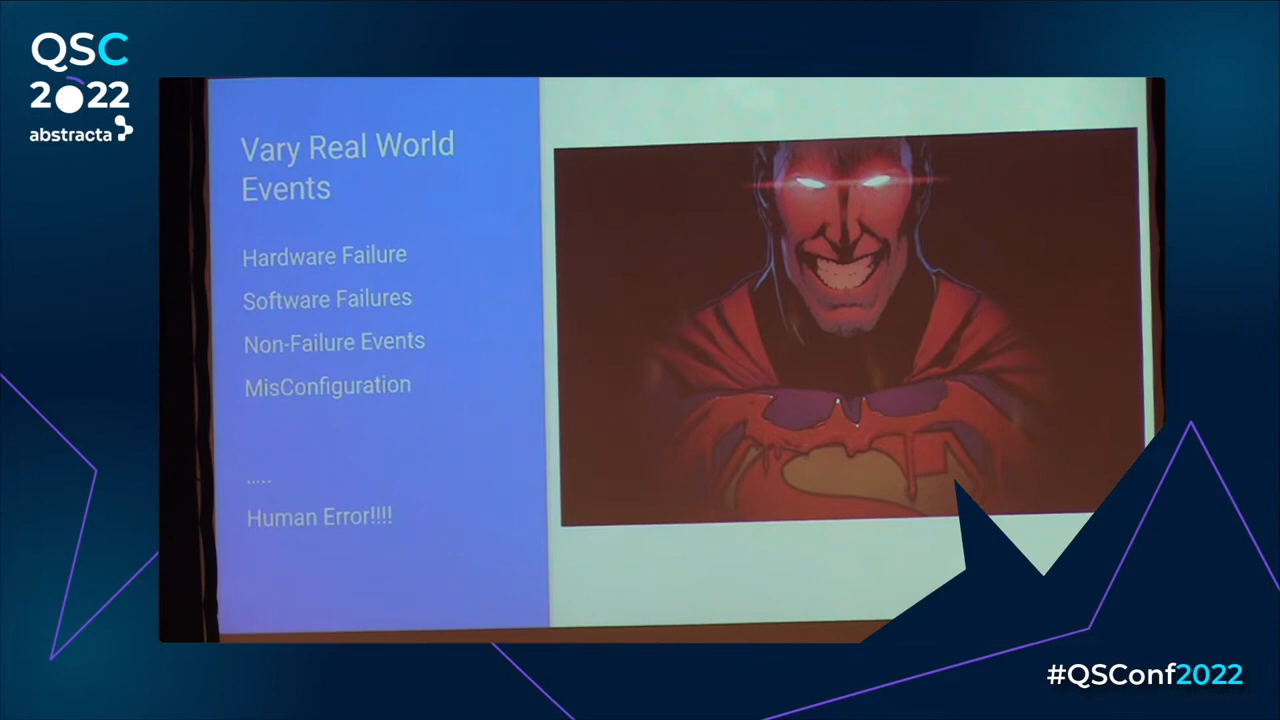 QSC
2022
abstracta
Vary Real World
Events
Hardware Failure
Software Failures
Non-Failure Events
MisConfiguration
.....
Human Error!!!!
#QSConf2022